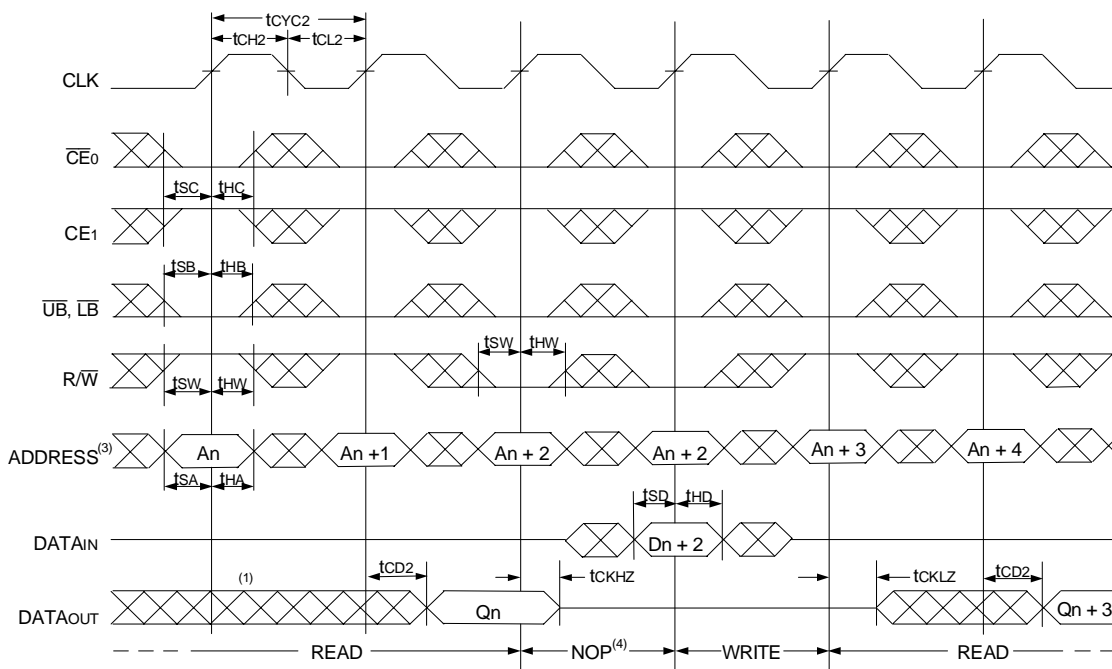 tCYC2
tCH2 tCL2
CLK
CE0
tSC tHC
CE1
tSB tHB
UB, LB
tSW tHW
R/W
tSW tHW
ADDRESS(3) An An +1 An + 2 An + 2 An + 3 An + 4
tSA tHA
tSD tHD
DATAIN Dn + 2
(1) tCD2 tCKHZ tCKLZ tCD2
DATAOUT Qn Qn + 3
READ NOP(4) WRITE READ